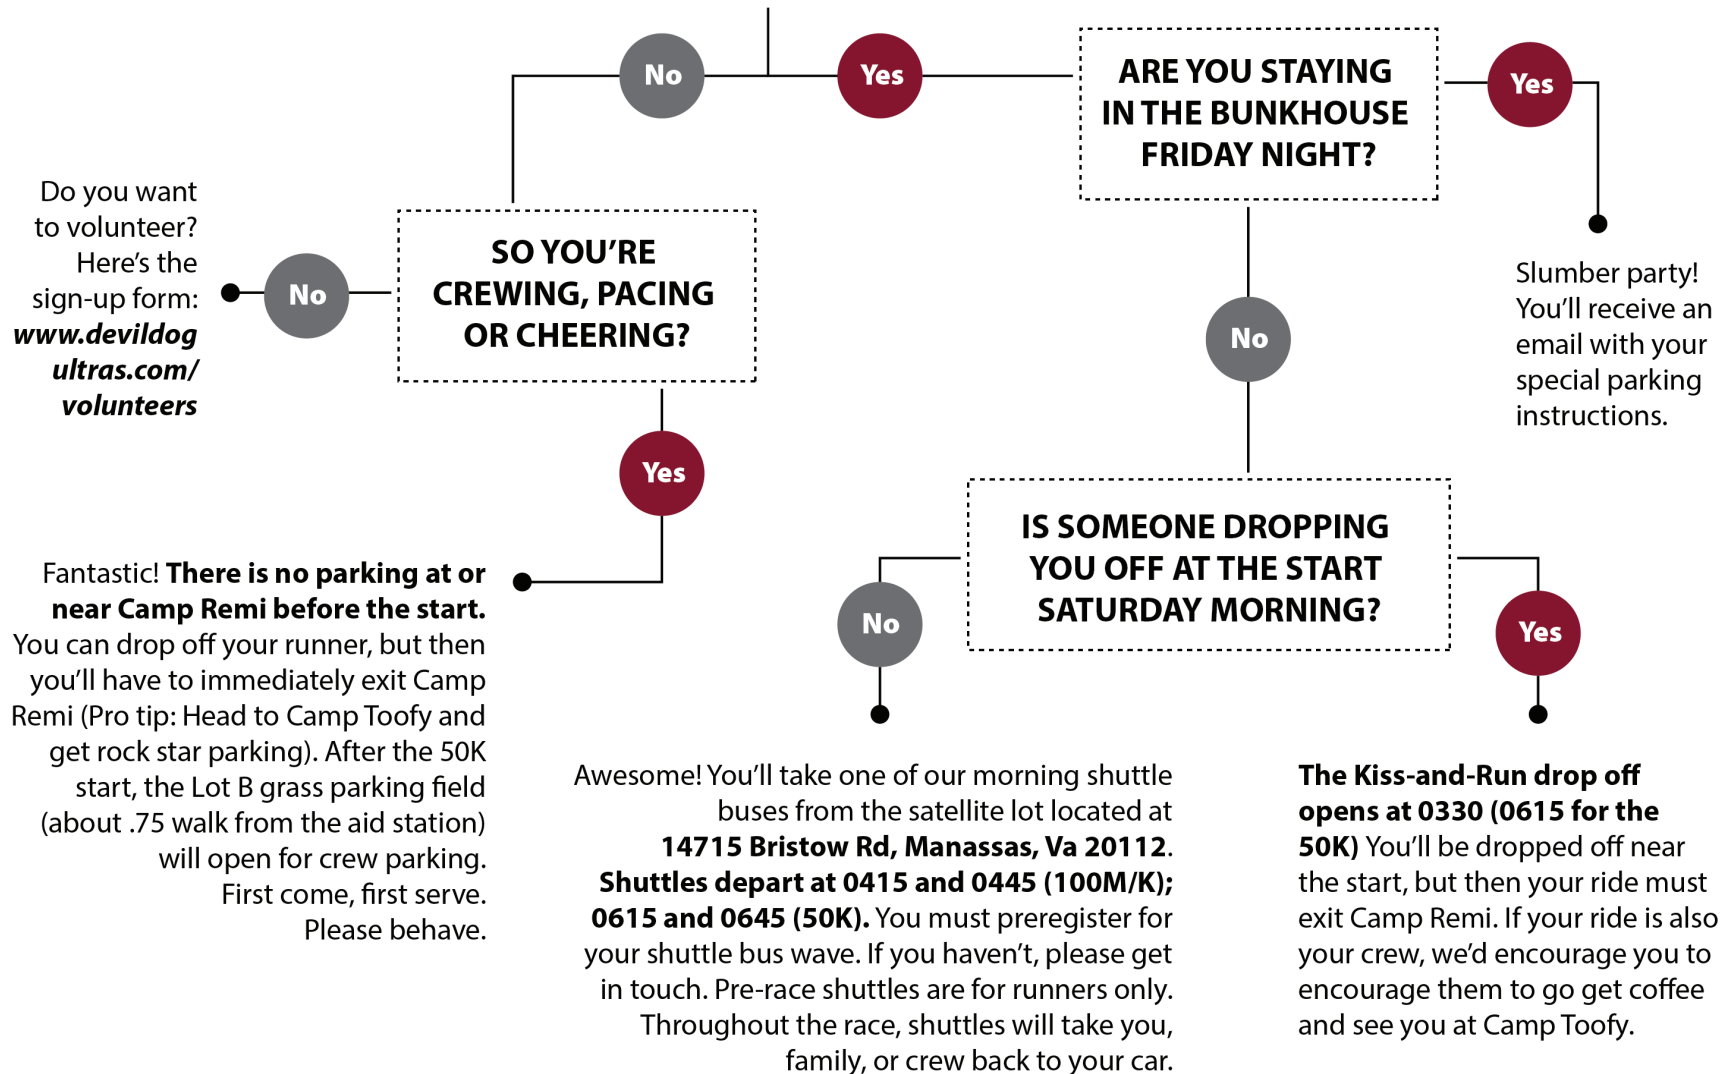 No
Yes
ARE YOU STAYING
IN THE BUNKHOUSE
FRIDAY NIGHT?
Yes
Do you want
to volunteer?
Here’s the
sign-up form:
www.devildog
ultras.com/
volunteers
No
SO YOU’RE
CREWING, PACING
OR CHEERING?
No
Slumber party!
You’ll receive an
email with your
special parking
instructions.
Yes
IS SOMEONE DROPPING
YOU OFF AT THE START
SATURDAY MORNING?
Fantastic! There is no parking at or
near Camp Remi before the start.
You can drop off your runner, but then
you’ll have to immediately exit Camp
Remi (Pro tip: Head to Camp Toofy and
get rock star parking). After the 50K
start, the Lot B grass parking field
(about .75 walk from the aid station)
will open for crew parking.
First come, first serve.
Please behave.
No
Yes
Awesome! You’ll take one of our morning shuttle
buses from the satellite lot located at
14715 Bristow Rd, Manassas, Va 20112.
Shuttles depart at 0415 and 0445 (100M/K);
0615 and 0645 (50K). You must preregister for
your shuttle bus wave. If you haven’t, please get
in touch. Pre-race shuttles are for runners only.
Throughout the race, shuttles will take you,
family, or crew back to your car.
The Kiss-and-Run drop off
opens at 0330 (0615 for the
50K) You’ll be dropped off near
the start, but then your ride must
exit Camp Remi. If your ride is also
your crew, we’d encourage you to
encourage them to go get coffee
and see you at Camp Toofy.